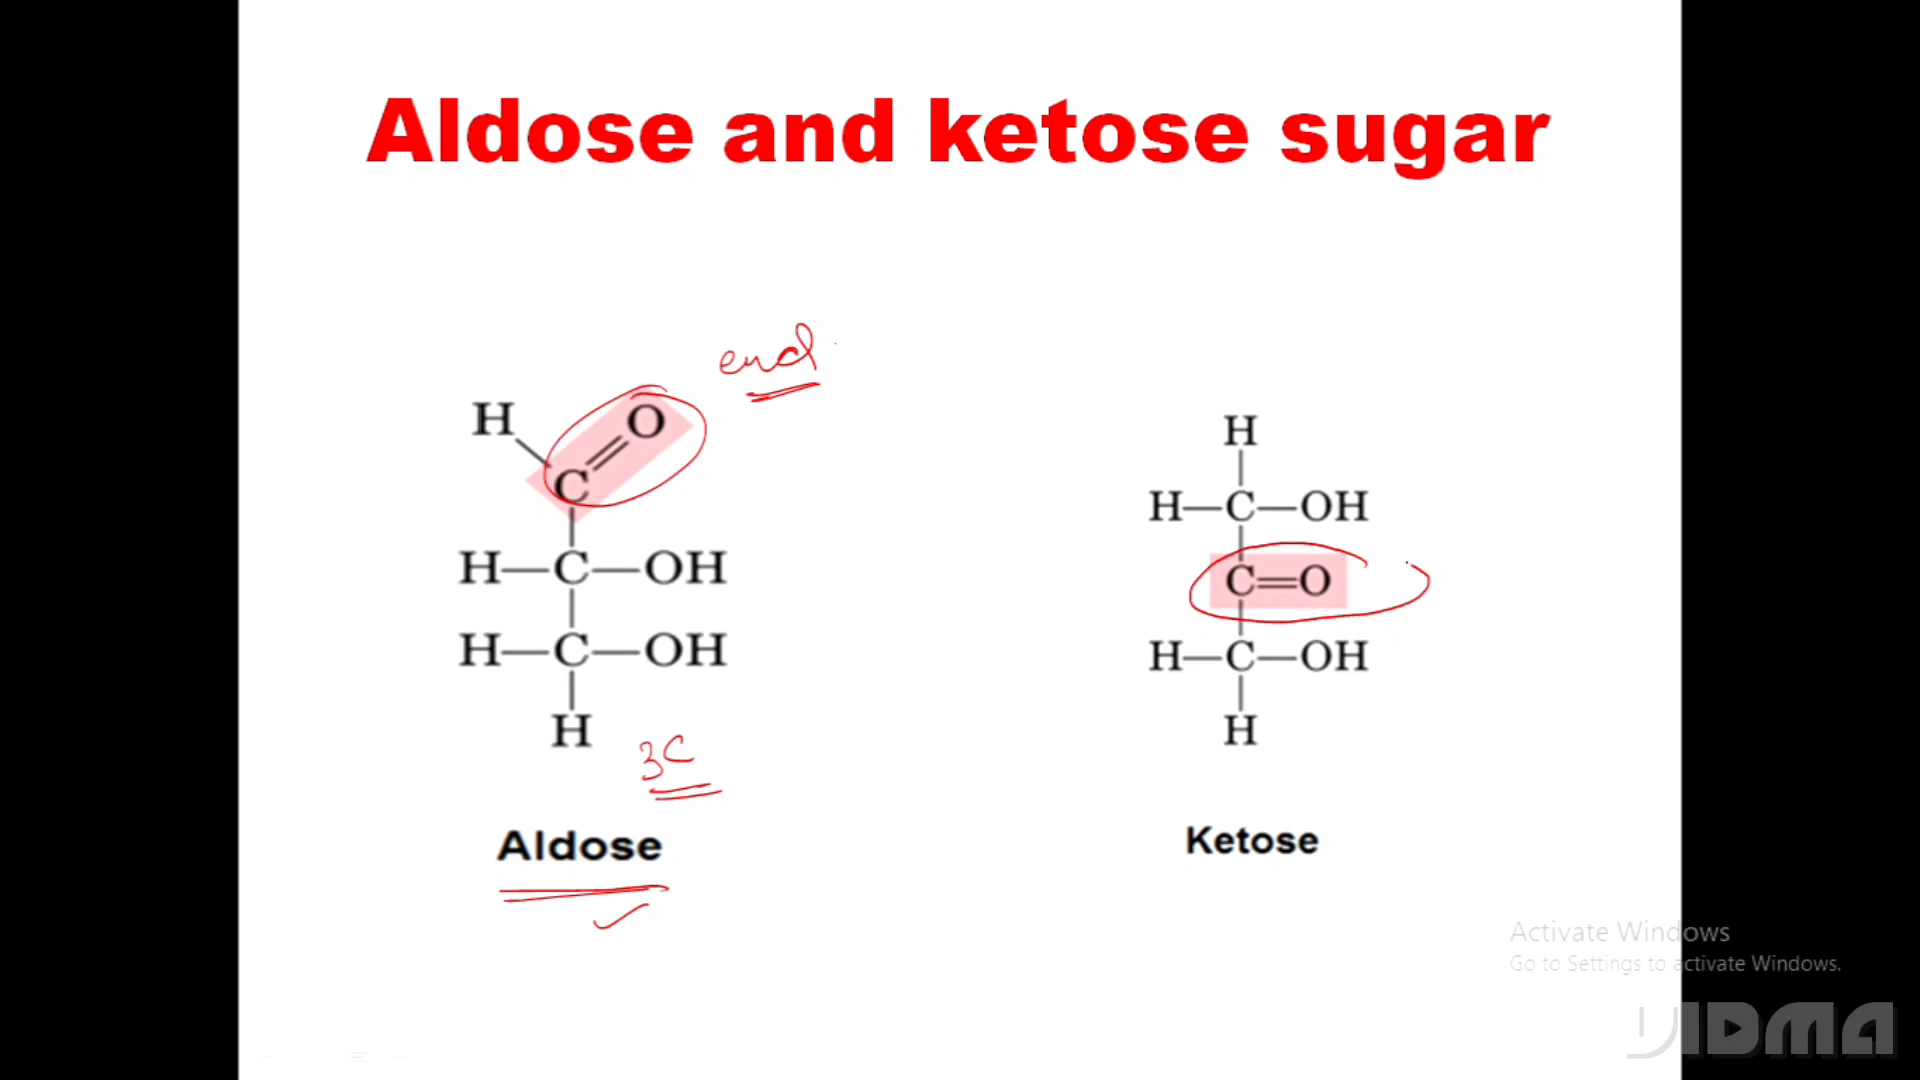 Aldose and ketose sugar
end
H O
C
H—C—OH
H—C—OH
H
3C
Aldose
H
H—C—OH
C=O
H—C—OH
H
Ketose
Activate Windows
Go to Settings to activate Windows.
VIDMA